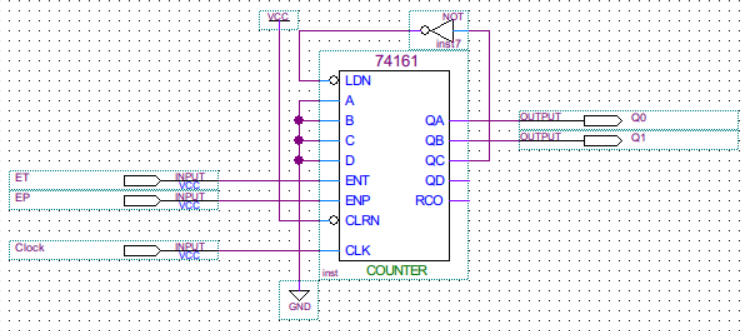 VCC
NOT
inst7
74161
LDN
A
B
QA
OUTPUT
Q0
C
QB
OUTPUT
Q1
D
QC
ET
INPUT
VCC
ENT
QD
EP
INPUT
VCC
ENP
RCO
CLRN
Clock
INPUT
VCC
CLK
inst
COUNTER
GND